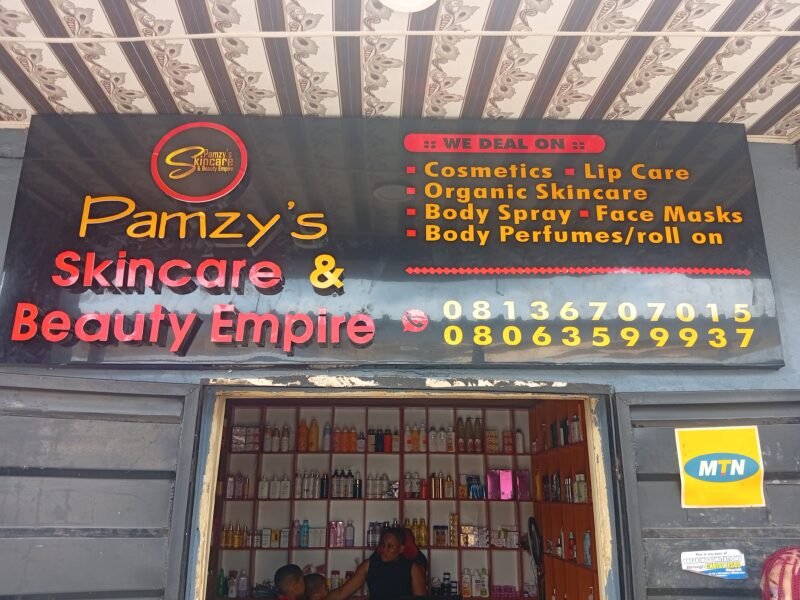 Pamzy's
Skincare
& Beauty Empire
Pamzy's
Skincare &
Beauty Empire
:: WE DEAL ON ::
Cosmetics Lip Care
Organic Skincare
Body Spray Face Masks
Body Perfumes/roll on
08136707015
08063599937
MTN